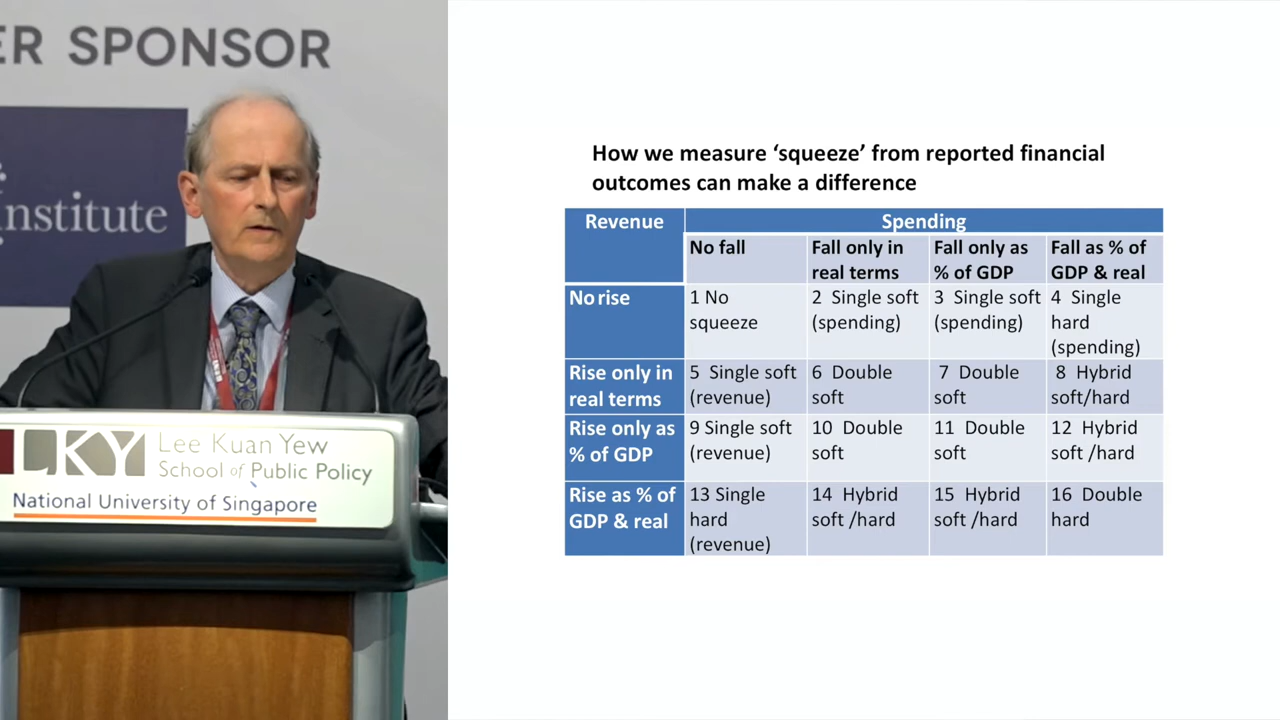 ER SPONSOR
nstitute
LKY
Lee Kuan Yew
School of Public Policy
National University of Singapore
How we measure ‘squeeze’ from reported financial
outcomes can make a difference
Revenue
Spending
No fall
Fall only in
real terms
Fall only as
% of GDP
Fall as % of
GDP & real
No rise
1 No
squeeze
2 Single soft
(spending)
3 Single soft
(spending)
4 Single
hard
(spending)
Rise only in
real terms
5 Single soft
(revenue)
6 Double
soft
7 Double
soft
8 Hybrid
soft/hard
Rise only as
% of GDP
9 Single soft
(revenue)
10 Double
soft
11 Double
soft
12 Hybrid
soft /hard
Rise as % of
GDP & real
13 Single
hard
(revenue)
14 Hybrid
soft /hard
15 Hybrid
soft /hard
16 Double
hard